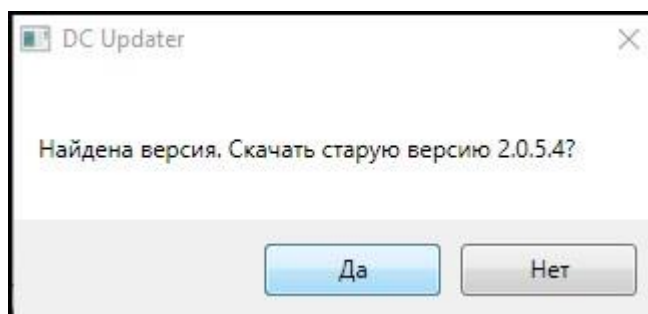 DC Updater
Найдена версия. Скачать старую версию 2.0.5.4?
Да
Нет